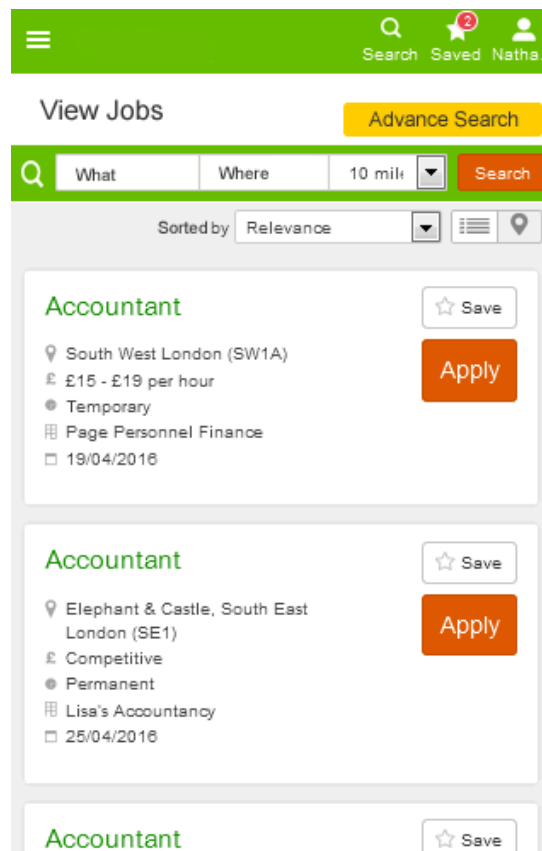 2
Search Saved Natha
View Jobs
Advance Search
What Where 10 mile Search
Sorted by Relevance
Accountant
Save
South West London (SW1A)
Apply
£ £15 - £19 per hour
Temporary
Page Personnel Finance
19/04/2016
Accountant
Save
Elephant & Castle, South East
London (SE1)
Apply
£ Competitive
Permanent
Lisa's Accountancy
25/04/2016
Accountant
Save